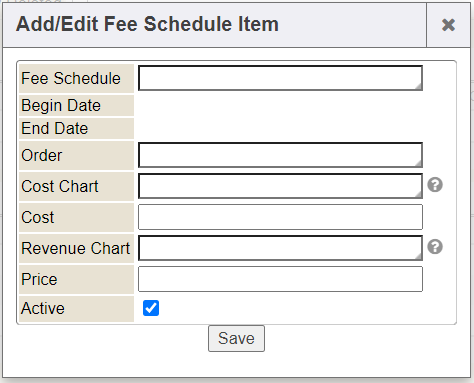 Add/Edit Fee Schedule Item
Fee Schedule
Begin Date
End Date
Order
Cost Chart
Cost
Revenue Chart
Price
Active
Save